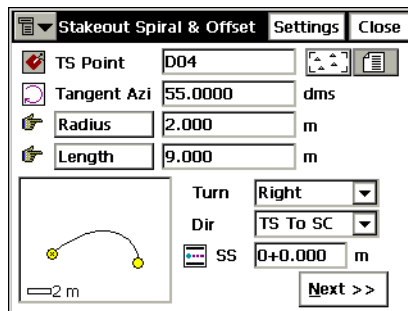 Stakeout Spiral & Offset Settings Close
TS Point D04
Tangent Azi 55.0000 dms
Radius 2.000 m
Length 9.000 m
Turn Right
Dir TS To SC
SS 0+0.000 m
2 m
Next >>